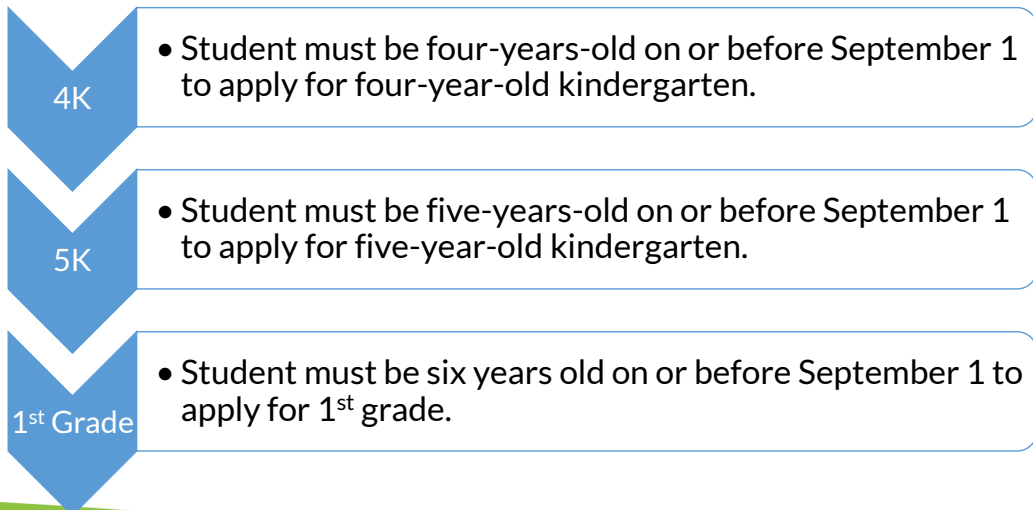 4K
• Student must be four-years-old on or before September 1
to apply for four-year-old kindergarten.
5K
• Student must be five-years-old on or before September 1
to apply for five-year-old kindergarten.
1st Grade
• Student must be six years old on or before September 1 to
apply for 1st grade.